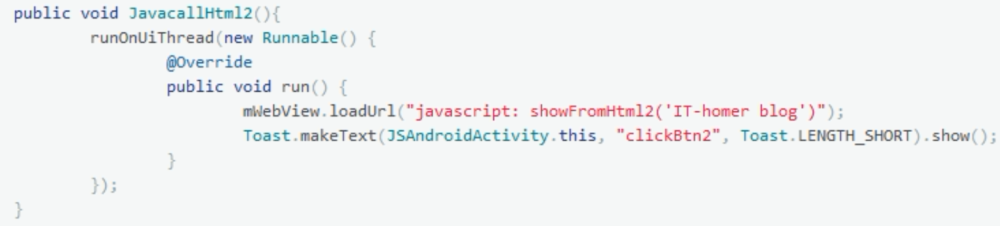 public void JavacallHtml2(){
runOnUiThread(new Runnable() {
@Override
public void run() {
mWebView.loadUrl("javascript: showFromHtml2('IT-homer blog')");
Toast.makeText(JSAndroidActivity.this, "clickBtn2", Toast.LENGTH_SHORT).show();
}
});
}